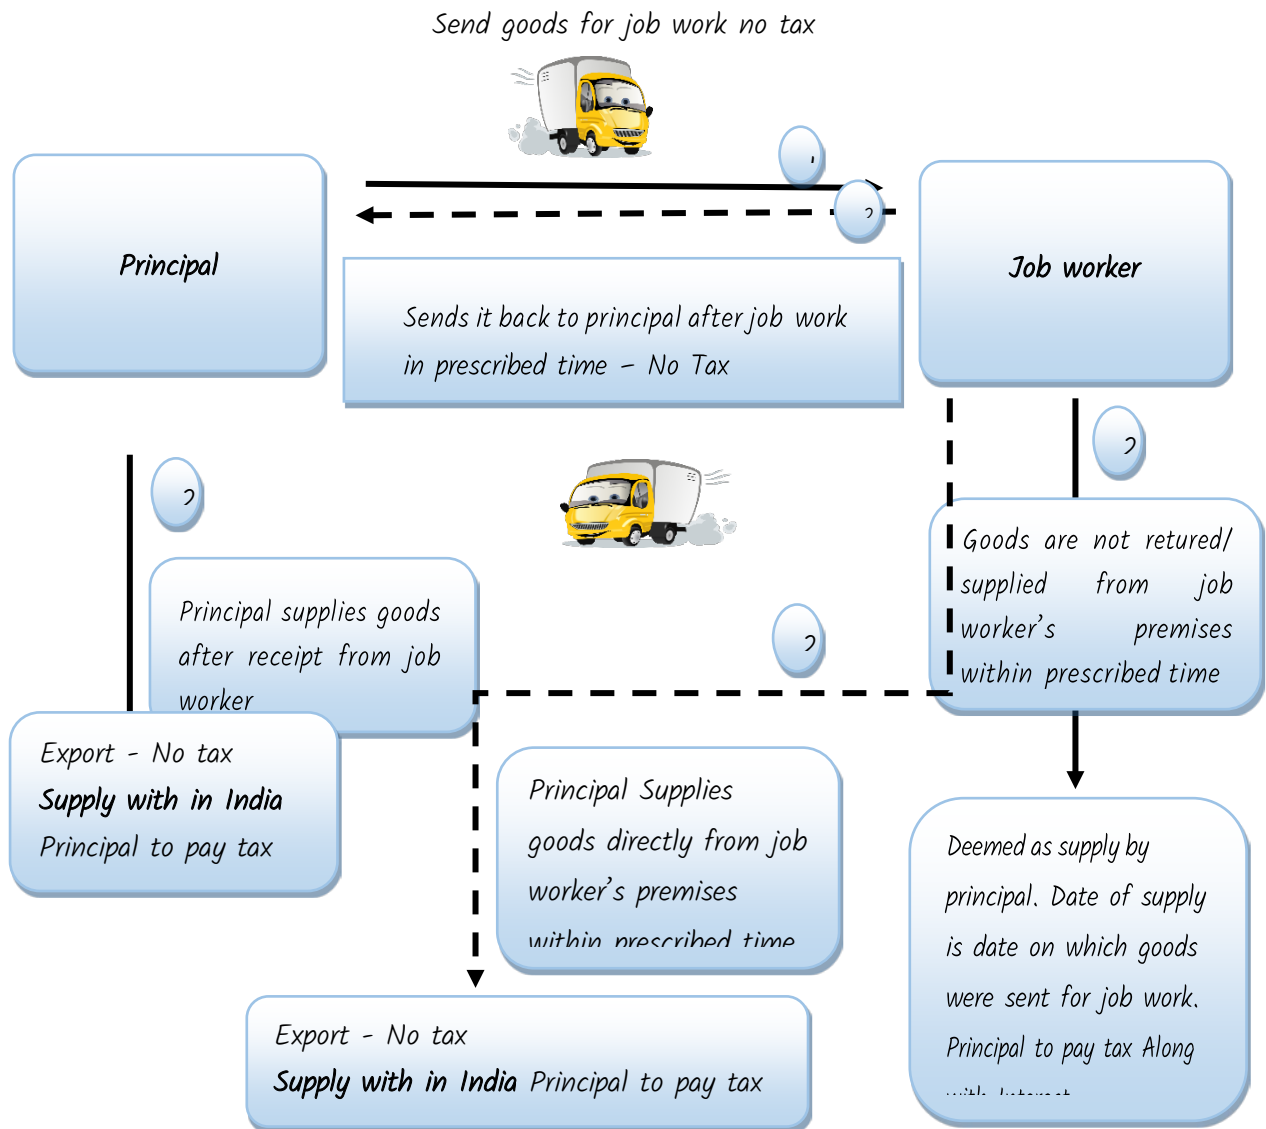 Send goods for job work no tax
Principal
Job worker
Sends it back to principal after job work
in prescribed time – No Tax
Goods are not retured/
supplied from job
worker's premises
within prescribed time
Principal supplies goods
after receipt from job
worker
Export - No tax
Supply with in India
Principal to pay tax
Principal Supplies
goods directly from job
worker's premises
within prescribed time
Deemed as supply by
principal. Date of supply
is date on which goods
were sent for job work.
Principal to pay tax Along
with Interest
Export - No tax
Supply with in India Principal to pay tax